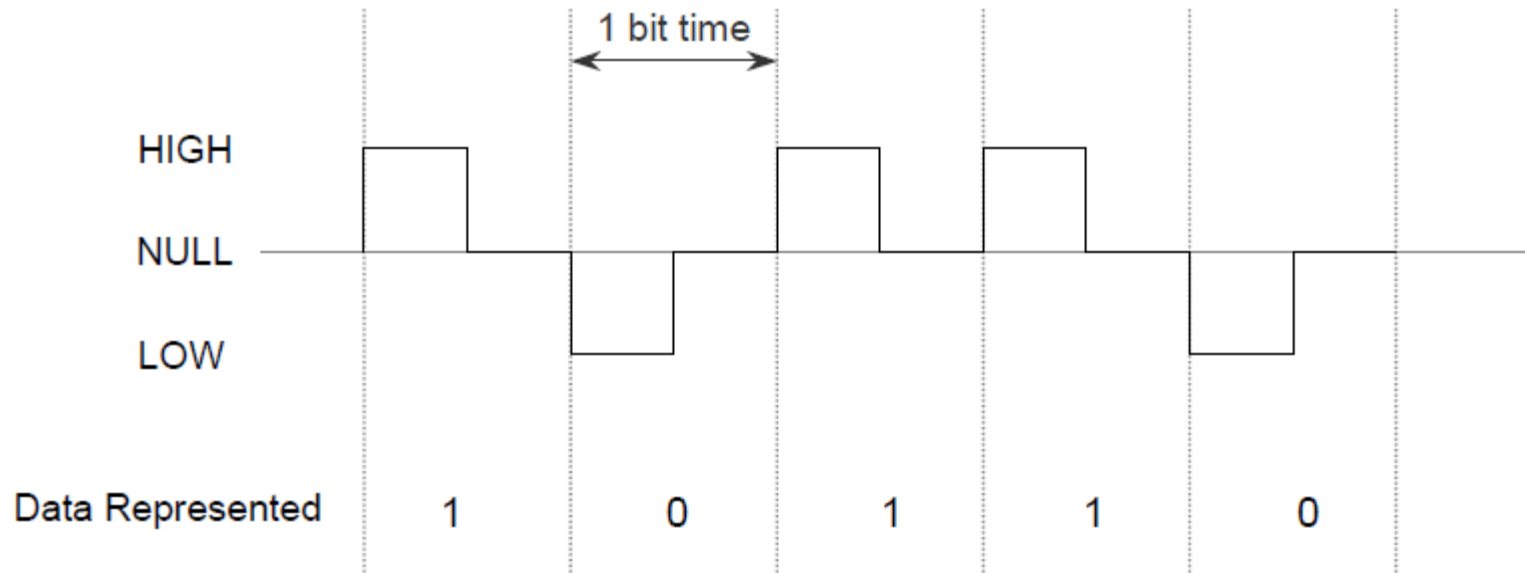 1 bit time
HIGH
NULL
LOW
Data Represented 1 0 1 1 0